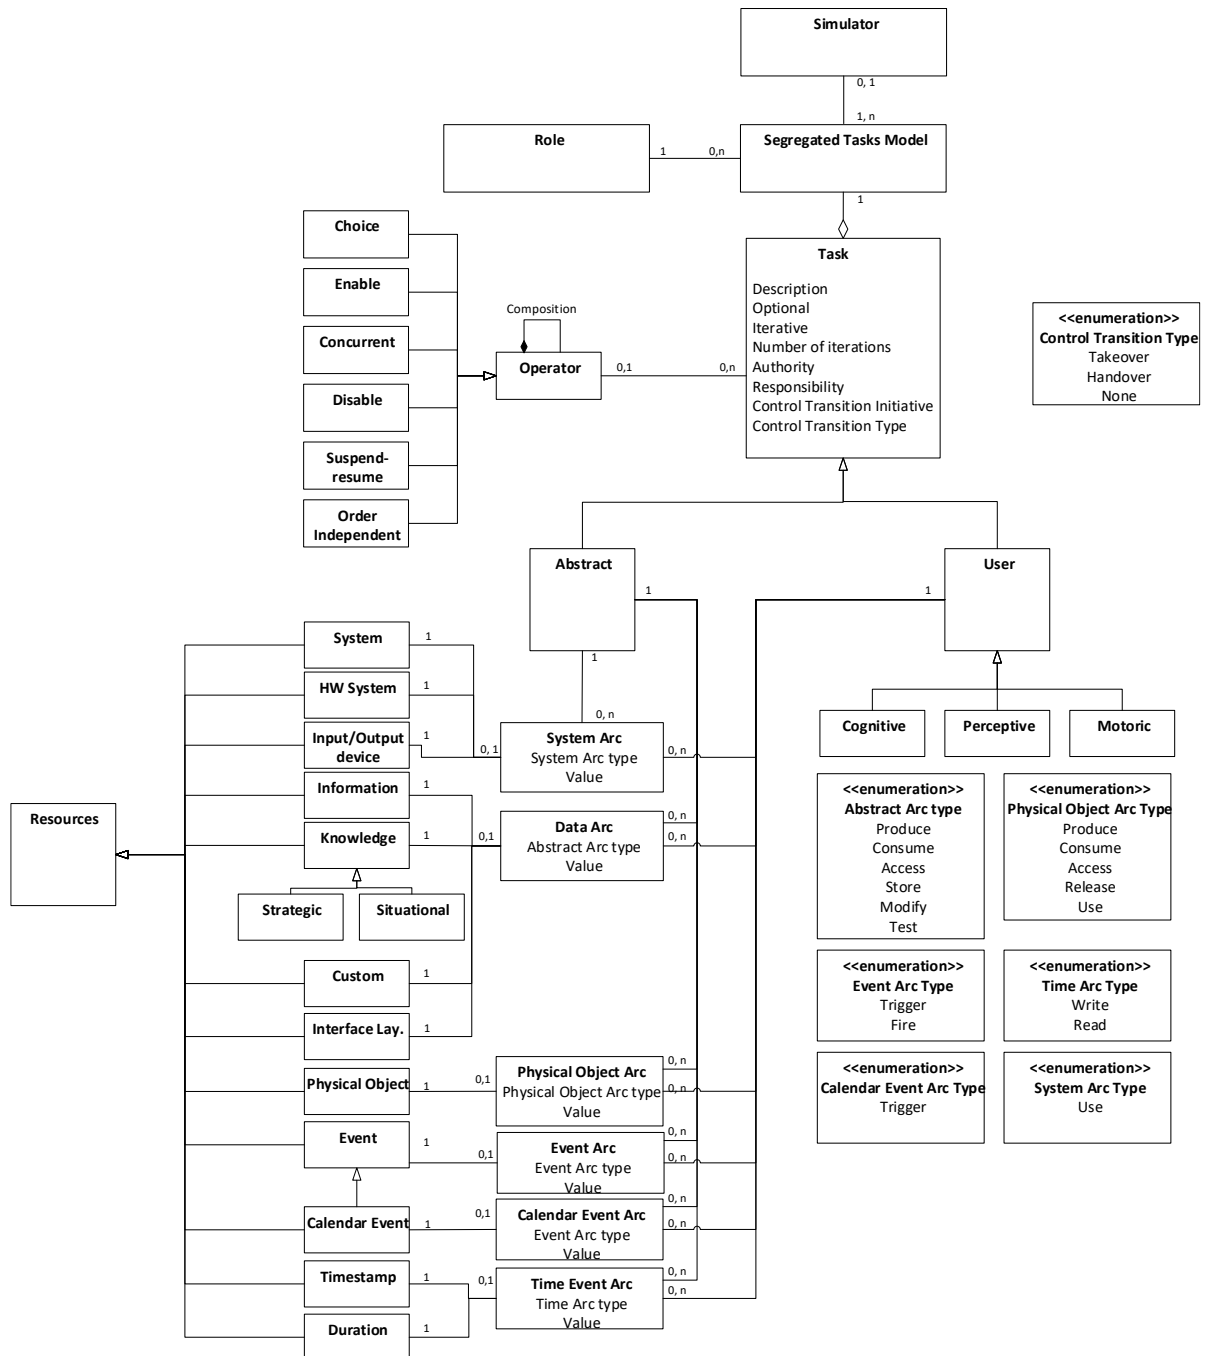 Simulator
0, 1
1, n
Role
1
0,n
Segregated Tasks Model
1
Choice
Enable
Concurrent
Disable
Suspend-
resume
Order
Independent
Composition
Operator
0,1
0,n
Task
Description
Optional
Iterative
Number of iterations
Authority
Responsibility
Control Transition Initiative
Control Transition Type
<<enumeration>>
Control Transition Type
Takeover
Handover
None
Abstract
1
1
User
1
Cognitive
Perceptive
Motoric
Resources
System
1
HW System
1
Input/Output
device
1
Information
1
Knowledge
1
Strategic
Situational
Custom
1
Interface Lay.
1
Physical Object
1
Event
1
Calendar Event
1
Timestamp
1
Duration
1
0, n
0, 1
System Arc
System Arc type
Value
0, n
0,1
Data Arc
Abstract Arc type
Value
0, n
0, n
0,1
Physical Object Arc
Physical Object Arc type
Value
0, n
0, n
0,1
Event Arc
Event Arc type
Value
0, n
0, n
0,1
Calendar Event Arc
Event Arc type
Value
0, n
0, n
0,1
Time Event Arc
Time Arc type
Value
0, n
0, n
<<enumeration>>
Abstract Arc type
Produce
Consume
Access
Store
Modify
Test
<<enumeration>>
Physical Object Arc Type
Produce
Consume
Access
Release
Use
<<enumeration>>
Event Arc Type
Trigger
Fire
<<enumeration>>
Time Arc Type
Write
Read
<<enumeration>>
Calendar Event Arc Type
Trigger
<<enumeration>>
System Arc Type
Use